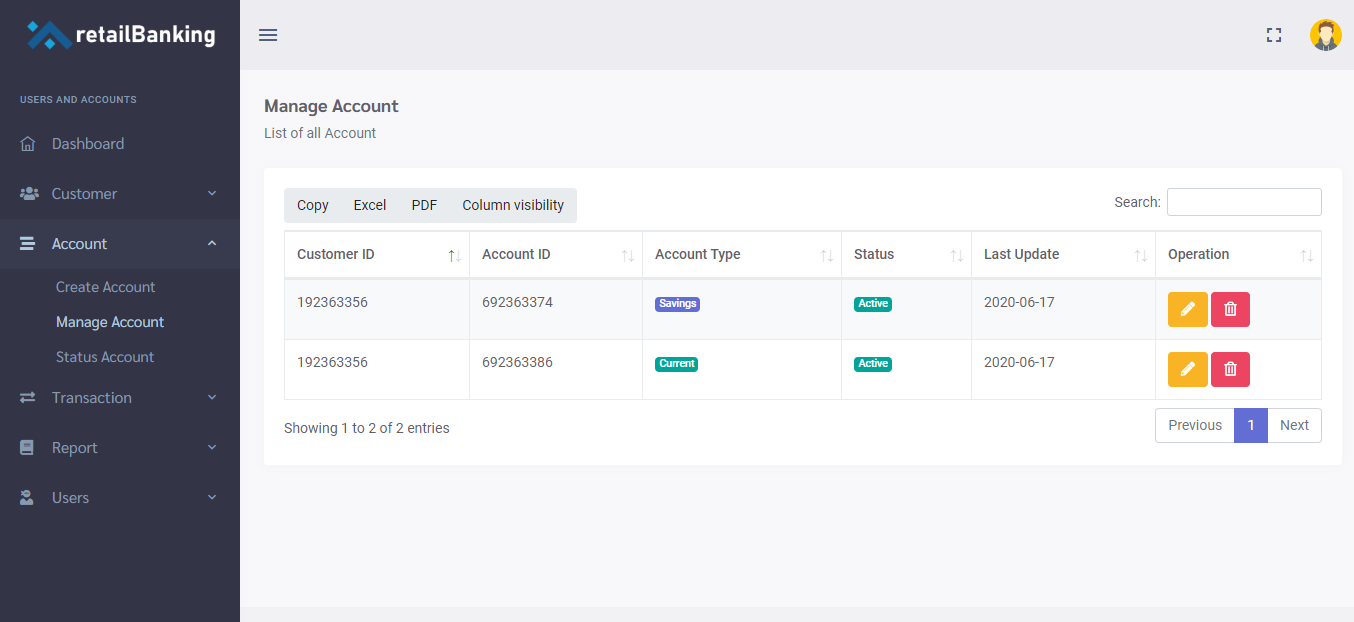 retailBanking
USERS AND ACCOUNTS
Dashboard
Customer
Account
Create Account
Manage Account
Status Account
Transaction
Report
Users
Manage Account
List of all Account
Copy Excel PDF Column visibility
Search:
Customer ID Account ID Account Type Status Last Update Operation
192363356 692363374 Savings Active 2020-06-17
192363356 692363386 Current Active 2020-06-17
Showing 1 to 2 of 2 entries
Previous 1 Next